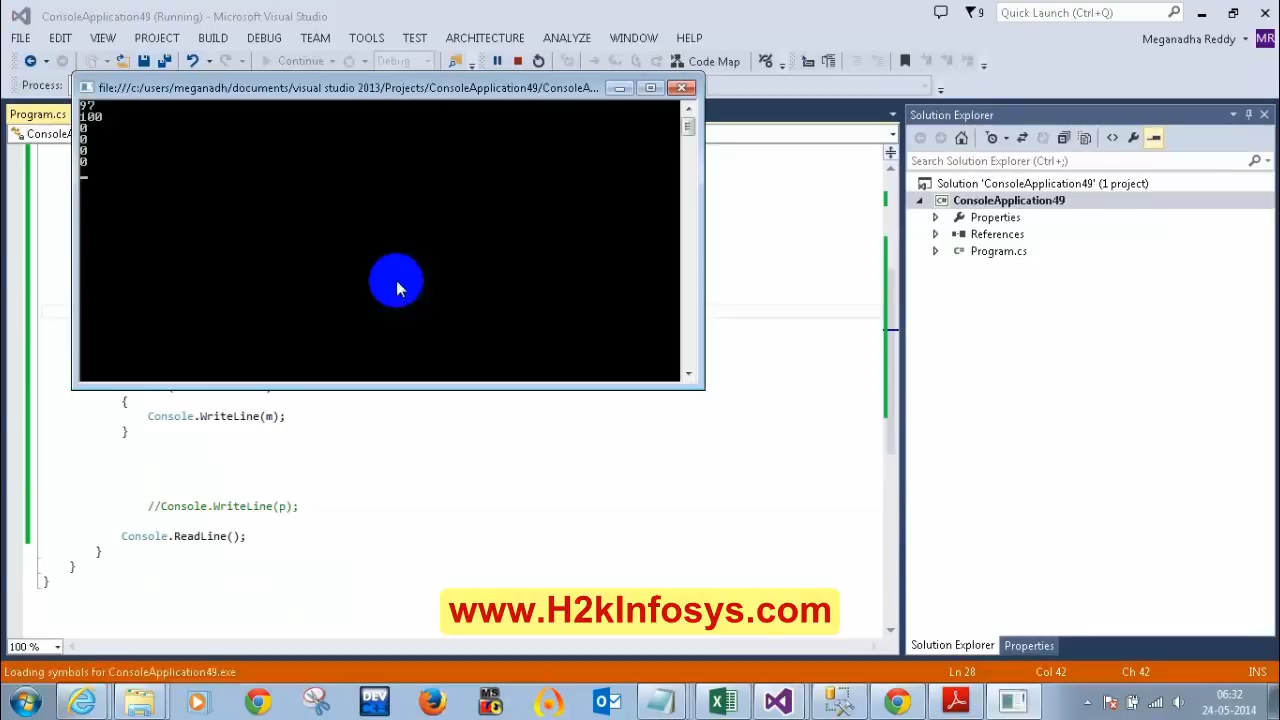 ConsoleApplication49 (Running) - Microsoft Visual Studio
9
Quick Launch (Ctrl+Q)
FILE EDIT VIEW PROJECT BUILD DEBUG TEAM TOOLS TEST ARCHITECTURE ANALYZE WINDOW HELP
Meganadha Reddy MR
Continue Debug Code Map
Process:
file:///c:/users/meganadh/documents/visual studio 2013/Projects/ConsoleApplication49/ConsoleA...
Program.cs
97
100
0
0
0
0
Solution Explorer
Search Solution Explorer (Ctrl+;)
Solution 'ConsoleApplication49' (1 project)
ConsoleApplication49
Properties
References
Program.cs
{
Console.WriteLine(m);
}
//Console.WriteLine(p);
Console.ReadLine();
}
}
}
www.H2kInfosys.com
100 %
Solution Explorer Properties
Loading symbols for ConsoleApplication49.exe
Ln 28 Col 42 Ch 42 INS
DEV
MS
06:32
24-05-2014